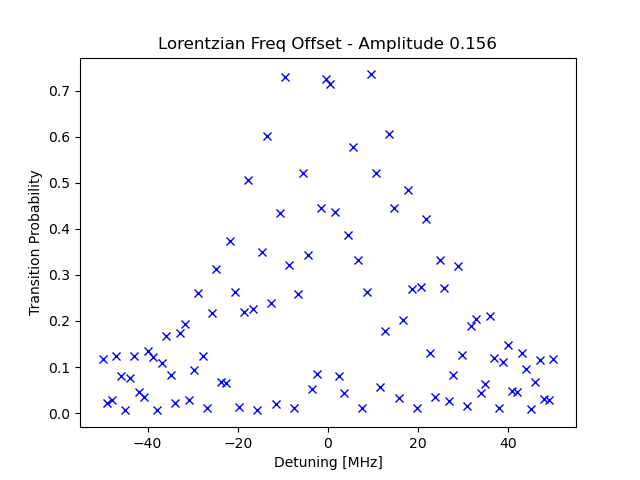 Lorentzian Freq Offset - Amplitude 0.156
Transition Probability
0.7
0.6
0.5
0.4
0.3
0.2
0.1
0.0
−40 −20 0 20 40
Detuning [MHz]